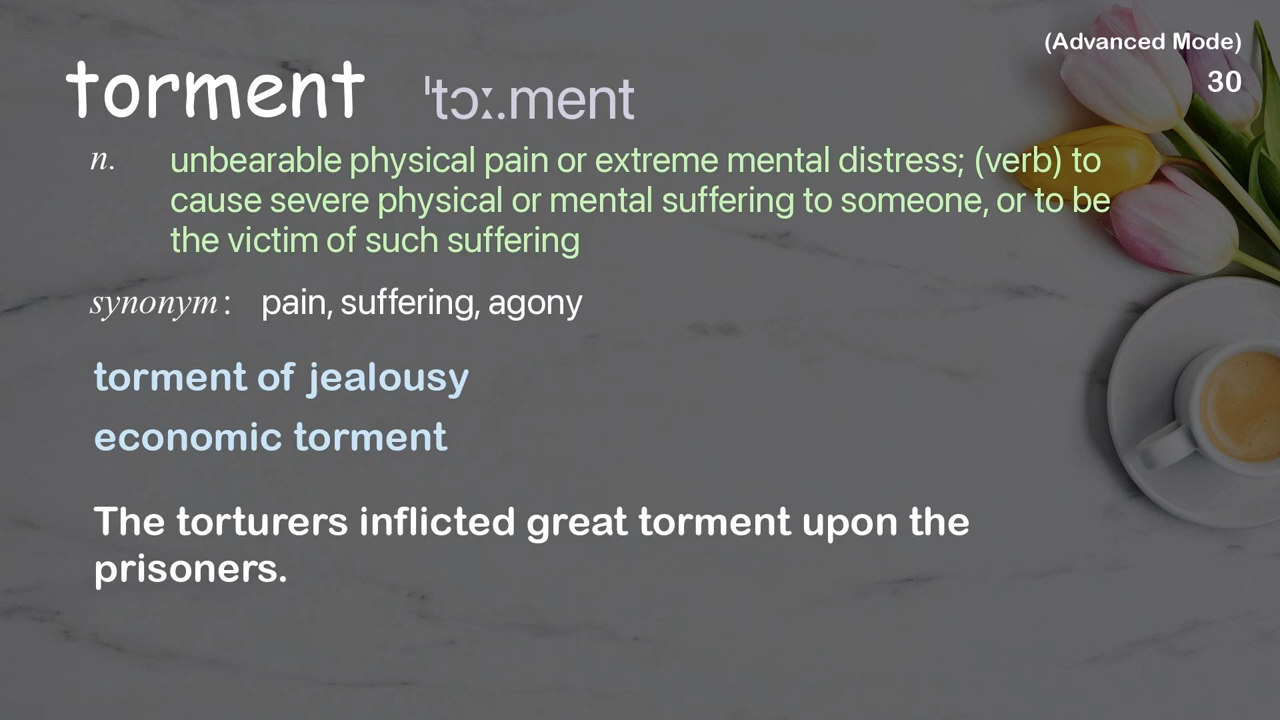 (Advanced Mode)
torment ˈtɔː.ment
30
n. unbearable physical pain or extreme mental distress; (verb) to
cause severe physical or mental suffering to someone, or to be
the victim of such suffering
synonym: pain, suffering, agony
torment of jealousy
economic torment
The torturers inflicted great torment upon the
prisoners.